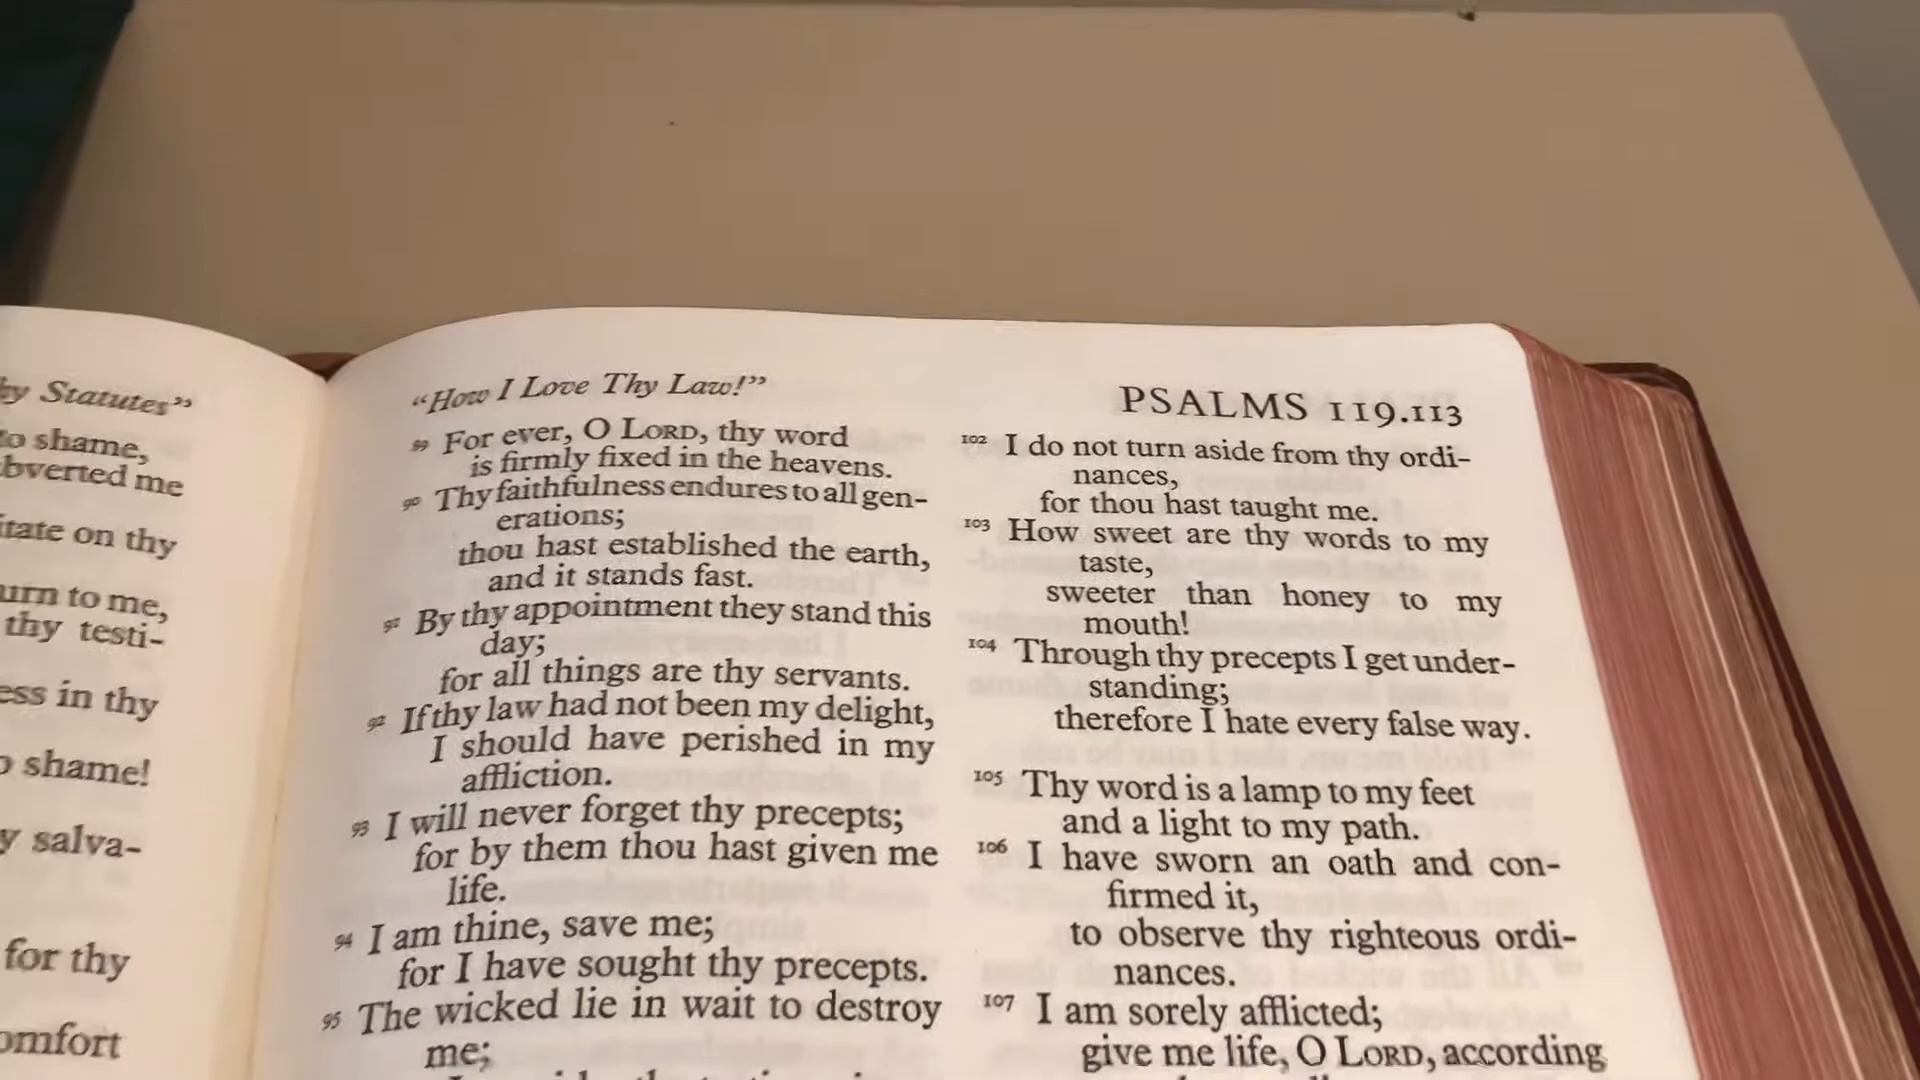 by Statutes”
to shame,
bverted me
itate on thy
urn to me,
thy testi-
ess in thy
shame!
y salva-
for thy
omfort
“How I Love Thy Law!”
PSALMS 119.113
89 For ever, O LORD, thy word
is firmly fixed in the heavens.
90 Thy faithfulness endures to all gen-
erations;
thou hast established the earth,
and it stands fast.
91 By thy appointment they stand this
day;
for all things are thy servants.
92 If thy law had not been my delight,
I should have perished in my
affliction.
93 I will never forget thy precepts;
for by them thou hast given me
life.
94 I am thine, save me;
for I have sought thy precepts.
95 The wicked lie in wait to destroy
me;
102 I do not turn aside from thy ordi-
nances,
for thou hast taught me.
103 How sweet are thy words to my
taste,
sweeter than honey to my
mouth!
104 Through thy precepts I get under-
standing;
therefore I hate every false way.
105 Thy word is a lamp to my feet
and a light to my path.
106 I have sworn an oath and con-
firmed it,
to observe thy righteous ordi-
nances.
107 I am sorely afflicted;
give me life, O LORD, according